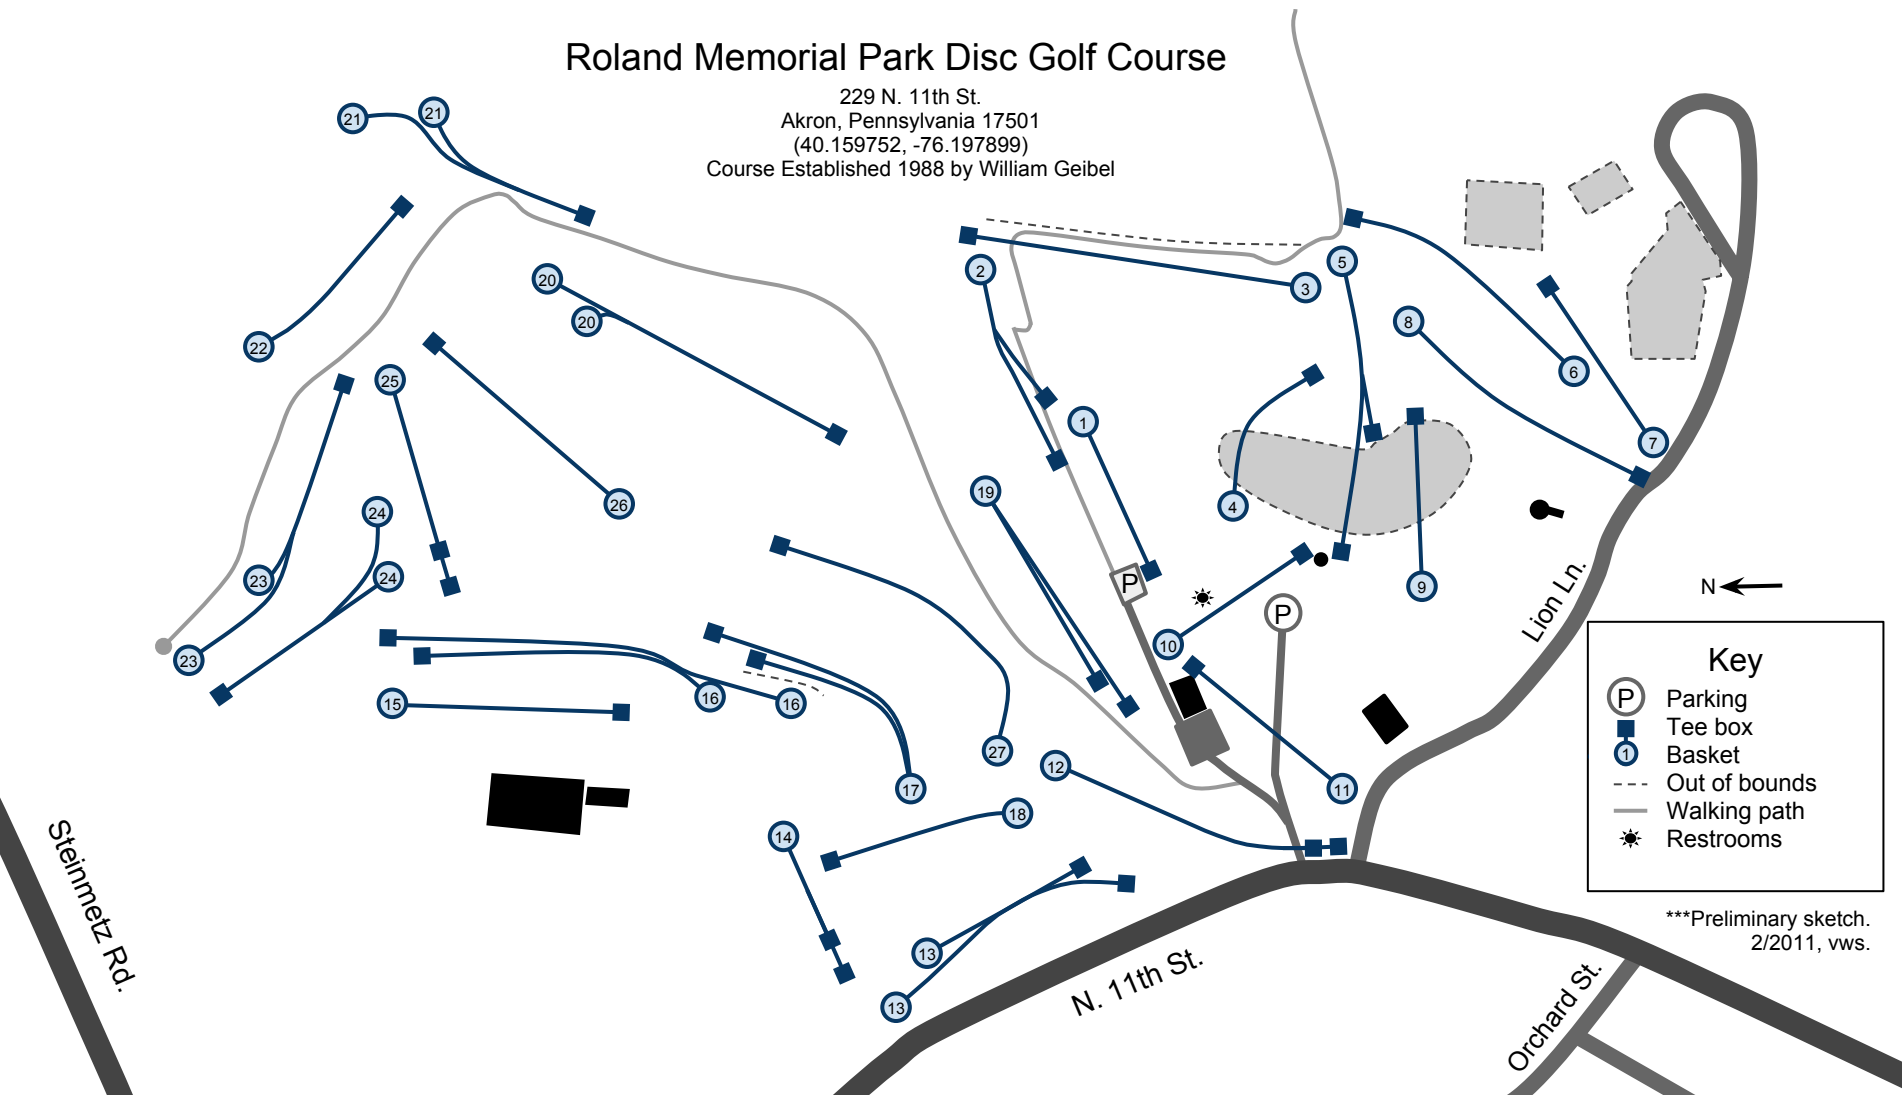 Roland Memorial Park Disc Golf Course
229 N. 11th St.
Akron, Pennsylvania 17501
(40.159752, -76.197899)
Course Established 1988 by William Geibel
21
21
22
20
20
2
3
5
8
6
7
25
1
19
4
26
24
24
23
23
9
10
P
P
16
16
15
27
12
11
17
18
14
13
13
Lion Ln.
N
Key
P Parking
Tee box
1 Basket
Out of bounds
Walking path
Restrooms
***Preliminary sketch.
2/2011, vws.
Steinmetz Rd.
N. 11th St.
Orchard St.